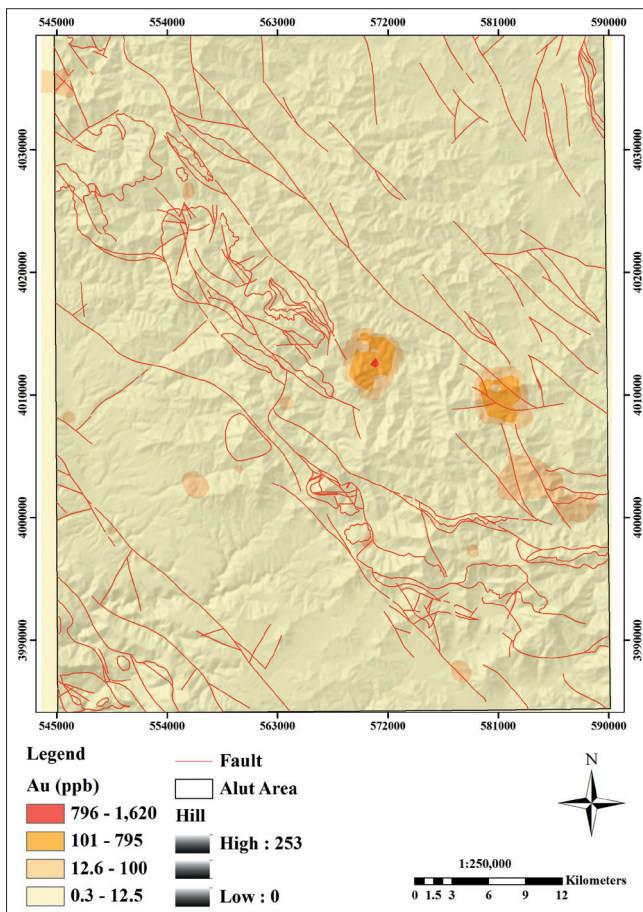 545000 554000 563000 572000 581000 590000
4030000 4030000
4020000 4020000
4010000 4010000
4000000 4000000
3990000 3990000
545000 554000 563000 572000 581000 590000
Legend
Au (ppb)
796 - 1,620
101 - 795
12.6 - 100
0.3 - 12.5
Fault
Alut Area
Hill
High : 253
Low : 0
N
1:250,000
Kilometers
0 1.5 3 6 9 12